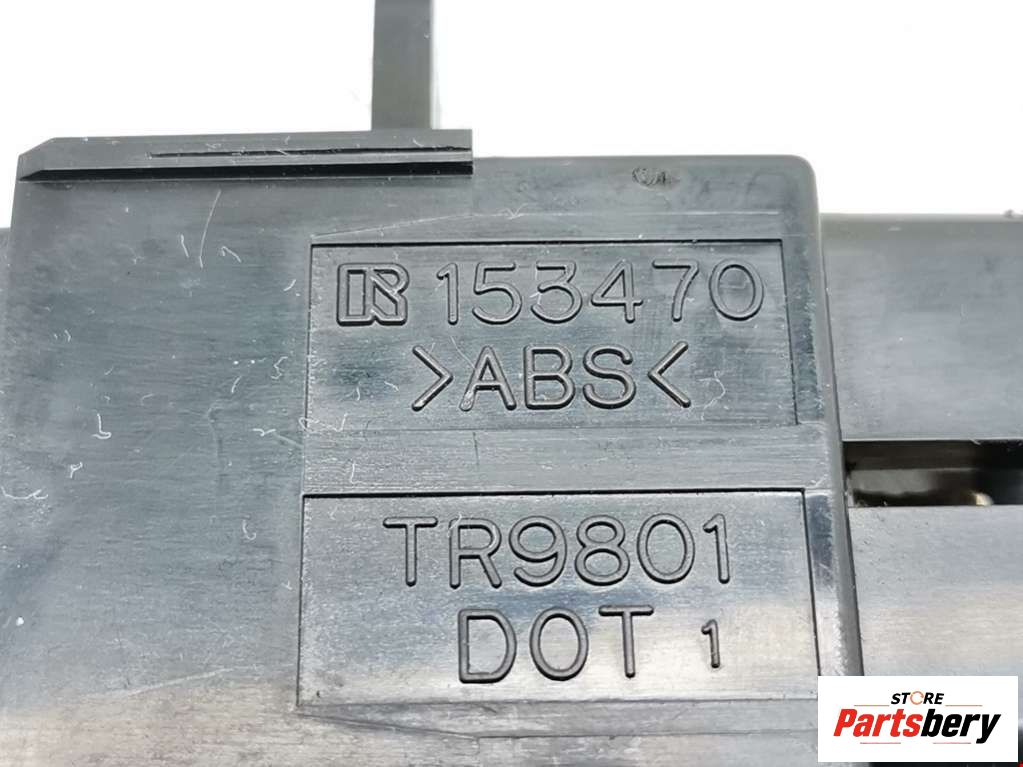 R 153470
>ABS<
TR9801
DOT 1
STORE
Partsbery